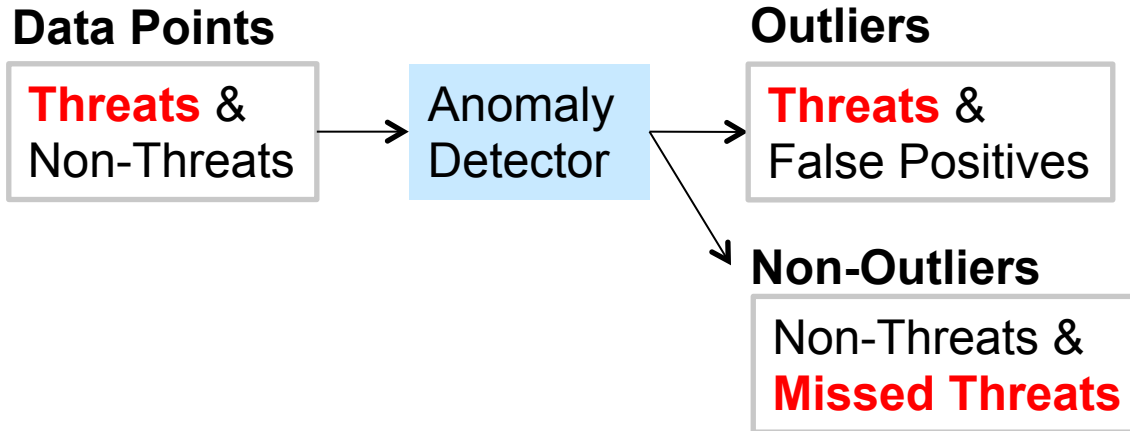 Data Points
Threats &
Non-Threats
Anomaly
Detector
Outliers
Threats &
False Positives
Non-Outliers
Non-Threats &
Missed Threats